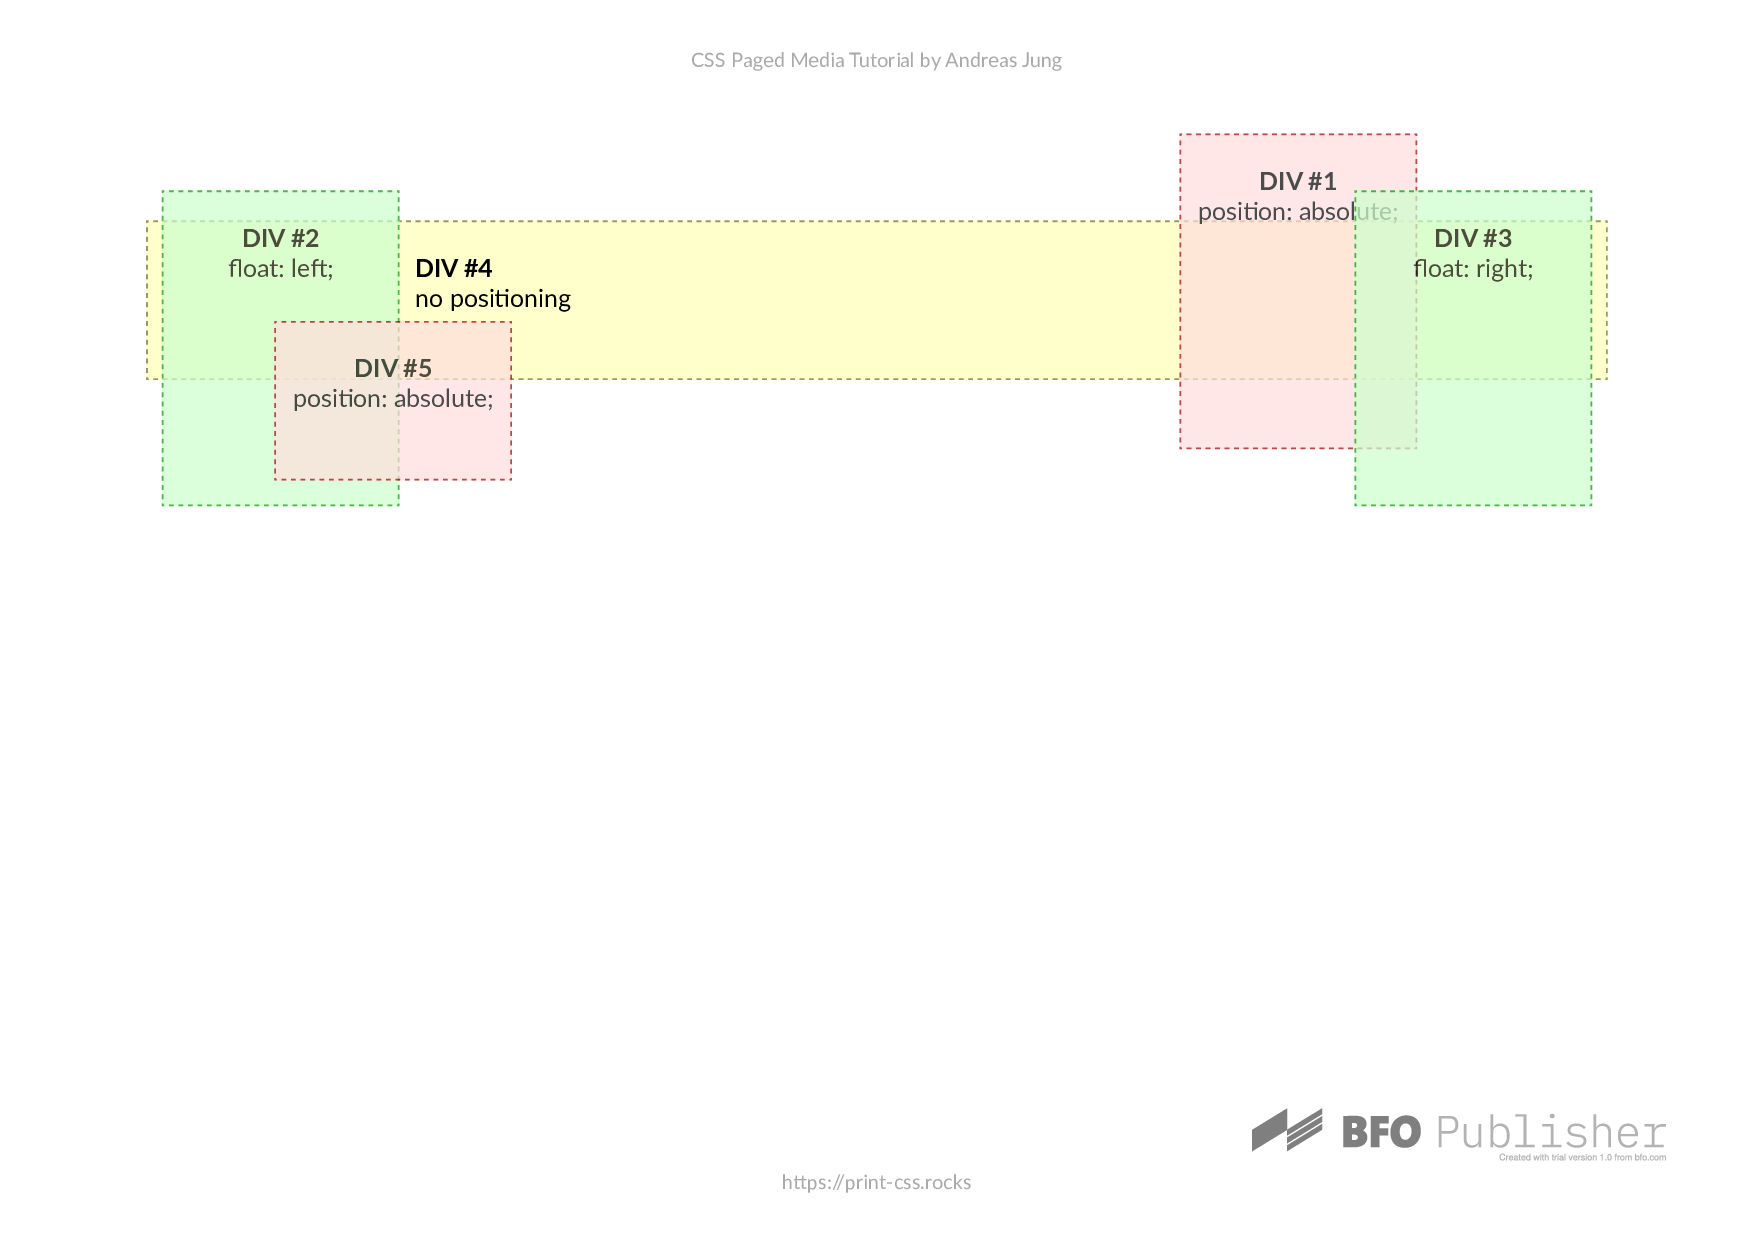 CSS Paged Media Tutorial by Andreas Jung
DIV #1
position: absolute;
DIV #2
float: left;
DIV #3
float: right;
DIV #4
no positioning
DIV #5
position: absolute;
BFO Publisher
Created with trial version 1.0 from bfo.com
https://print-css.rocks